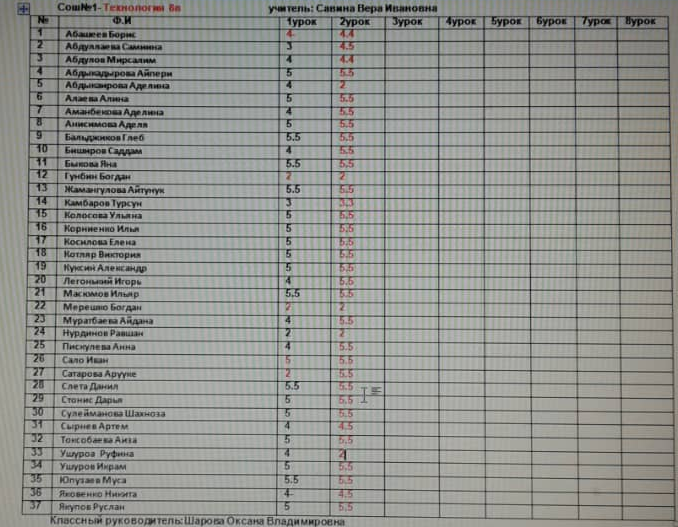 Сош№1- Технология 8в учитель: Савина Вера Ивановна
№ Ф.И 1урок 2урок 3урок 4урок 5урок 6урок 7урок 8урок
1 Абашеев Борис 4- 4.4
2 Абдуллаева Самина 3 4.5
3 Абдулов Мирсалим 4 4.4
4 Абдыкадырова Айпери 5 5.5
5 Абдыкаирова Аделина 4 2
6 Алаева Алина 5 5.5
7 Аманбекова Аделина 4 5.5
8 Анисимова Аделя 5 5.5
9 Бальджиков Глеб 5.5 5.5
10 Биширов Саддам 4 5.5
11 Быкова Яна 5.5 5.5
12 Гунбин Богдан 2 2
13 Жамангулова Айтунук 5.5 5.5
14 Камбаров Турсун 3 3.3
15 Колосова Ульяна 5 5.5
16 Корниенко Илья 5 5.5
17 Косилова Елена 5 5.5
18 Котляр Виктория 5 5.5
19 Куксин Александр 5 5.5
20 Легонький Игорь 4 5.5
21 Масюмов Ильяр 5.5 5.5
22 Мерешко Богдан 2 2
23 Муратбаева Айдана 4 5.5
24 Нурдинов Равшан 2 2
25 Пискулева Анна 4 5.5
26 Сало Иван 5 5.5
27 Сатарова Арууке 2 5.5
28 Слета Данил 5.5 5.5
29 Стонис Дарья 5 5.5
30 Сулейманова Шахноза 5 5.5
31 Сырнев Артем 4 4.5
32 Токсобаева Аиза 5 5.5
33 Ушуров Руфина 4 2
34 Ушуров Икрам 5 5.5
35 Юпузаев Муса 5.5 5.5
36 Яковенко Никита 4- 4.5
37 Якупов Руслан 5 5.5
Классный руководитель:Шарова Оксана Владимировна